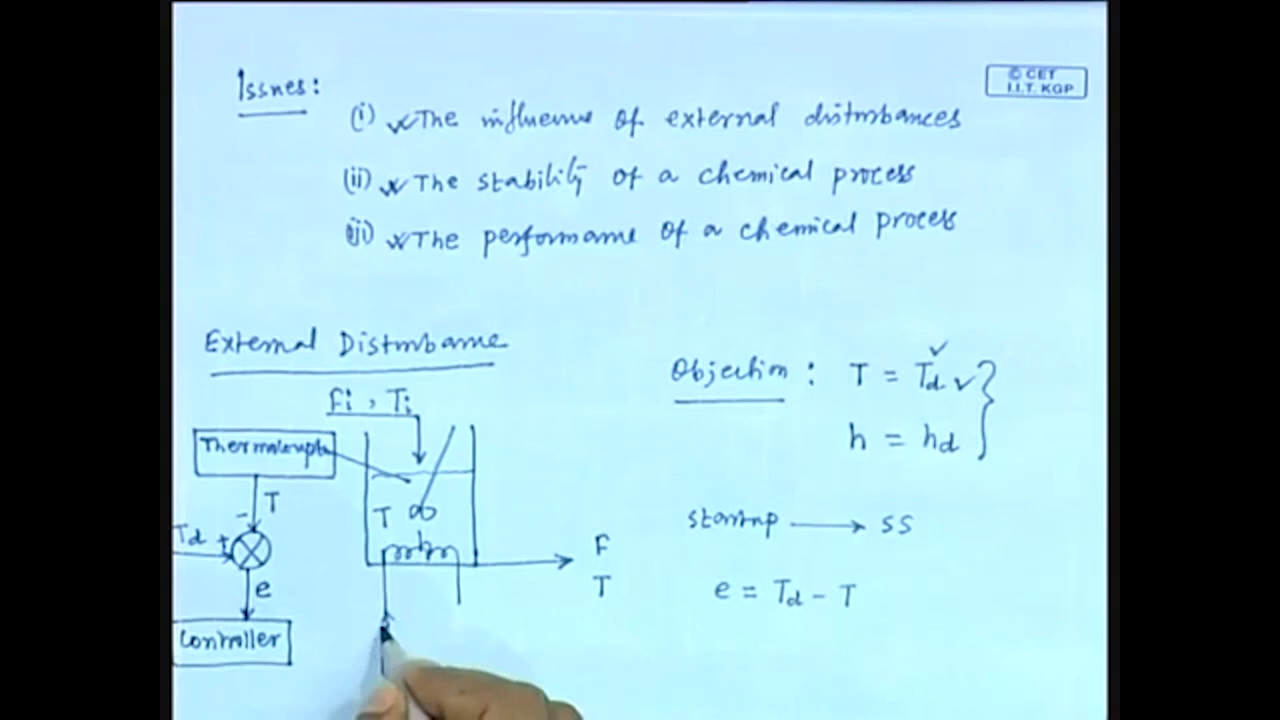 Issues:
© CET
I.I.T. KGP
(i) The influence of external disturbances
(ii) The stability of a chemical process
(iii) The performance of a chemical process
External Disturbance
Fi, Ti
Thermocouple
T
-
Td +
e
Controller
T
F
T
Objection : T = Td
h = hd
startup → SS
e = Td - T